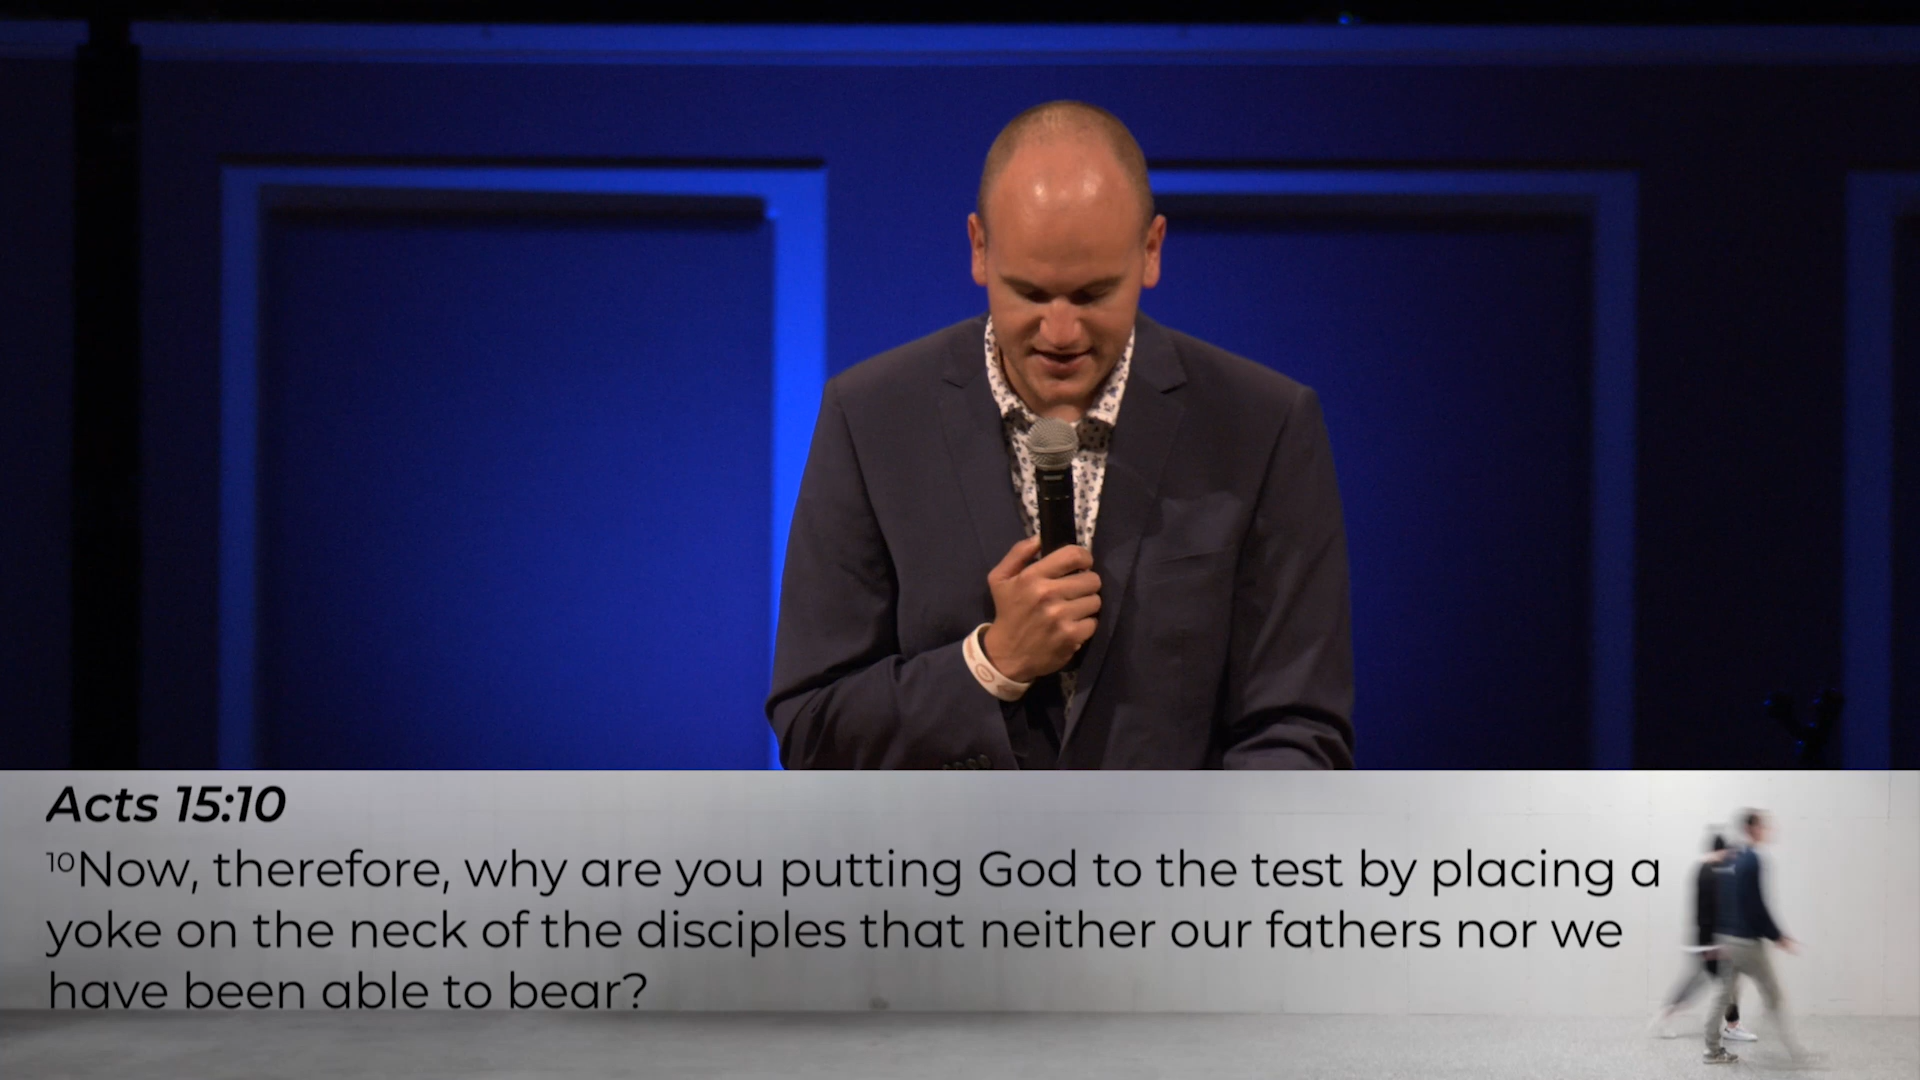 Acts 15:10
¹⁰Now, therefore, why are you putting God to the test by placing a
yoke on the neck of the disciples that neither our fathers nor we
have been able to bear?